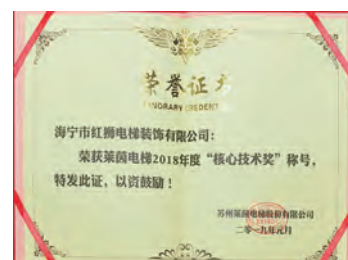 荣誉证书
HONORARY CREDENT
海宁市红狮电梯装饰有限公司：
荣获莱茵电梯2018年度“核心技术奖”称号，
特发此证，以资鼓励！
苏州莱茵电梯股份有限公司
二零一九年元月